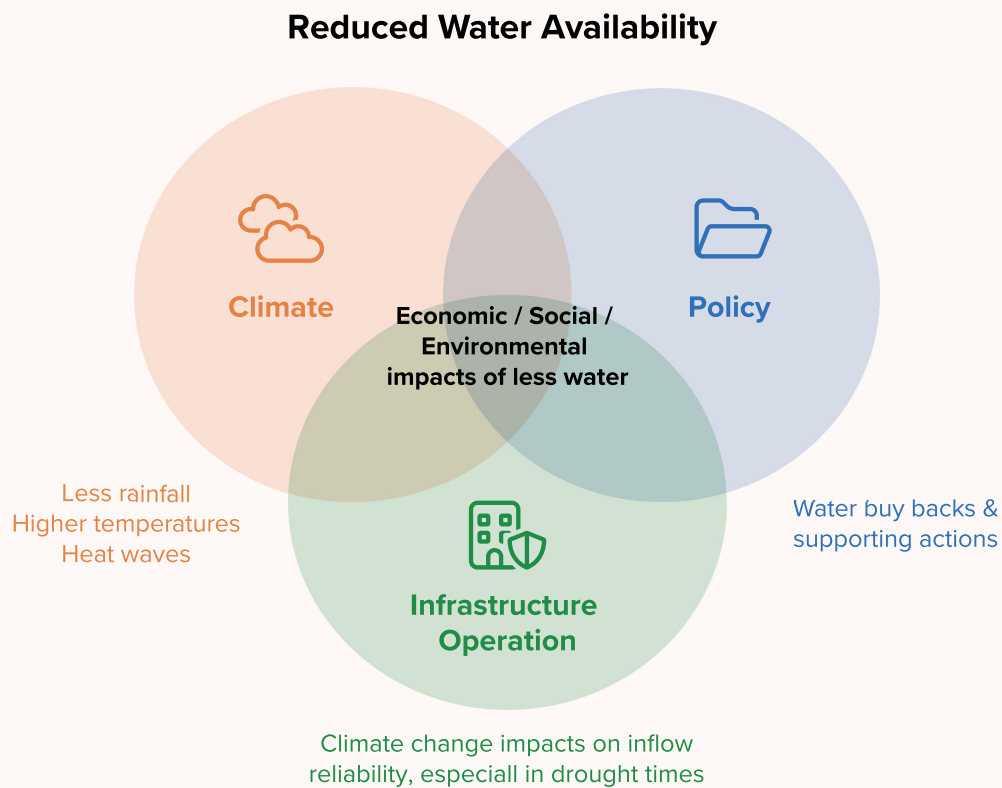 Reduced Water Availability
Climate
Policy
Economic / Social /
Environmental
impacts of less water
Less rainfall
Higher temperatures
Heat waves
Water buy backs &
supporting actions
Infrastructure
Operation
Climate change impacts on inflow
reliability, especiall in drought times